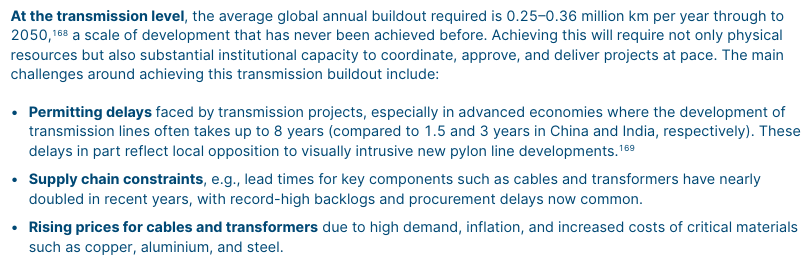 At the transmission level, the average global annual buildout required is 0.25–0.36 million km per year through to
2050,¹⁶⁸ a scale of development that has never been achieved before. Achieving this will require not only physical
resources but also substantial institutional capacity to coordinate, approve, and deliver projects at pace. The main
challenges around achieving this transmission buildout include:
• Permitting delays faced by transmission projects, especially in advanced economies where the development of
transmission lines often takes up to 8 years (compared to 1.5 and 3 years in China and India, respectively). These
delays in part reflect local opposition to visually intrusive new pylon line developments.¹⁶⁹
• Supply chain constraints, e.g., lead times for key components such as cables and transformers have nearly
doubled in recent years, with record-high backlogs and procurement delays now common.
• Rising prices for cables and transformers due to high demand, inflation, and increased costs of critical materials
such as copper, aluminium, and steel.